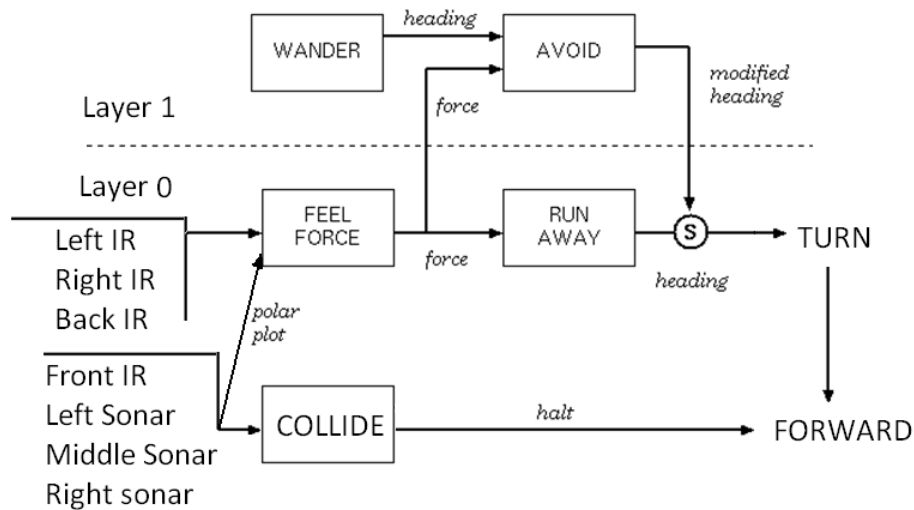 heading
WANDER
AVOID
modified
heading
force
Layer 1
Layer 0
FEEL
FORCE
RUN
AWAY
S
TURN
Left IR
Right IR
Back IR
force
heading
polar
plot
Front IR
Left Sonar
Middle Sonar
Right sonar
COLLIDE
halt
FORWARD